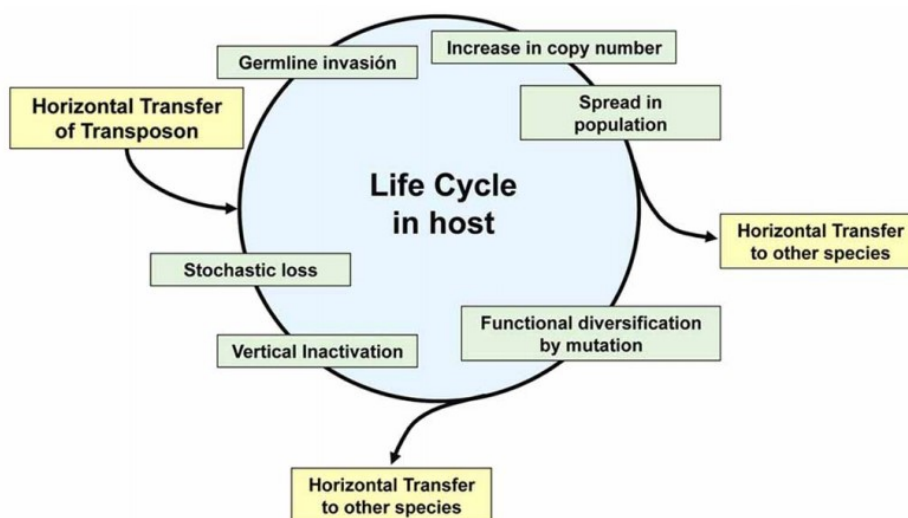 Germline invasión
Increase in copy number
Horizontal Transfer
of Transposon
Spread in
population
Life Cycle
in host
Horizontal Transfer
to other species
Stochastic loss
Functional diversification
by mutation
Vertical Inactivation
Horizontal Transfer
to other species